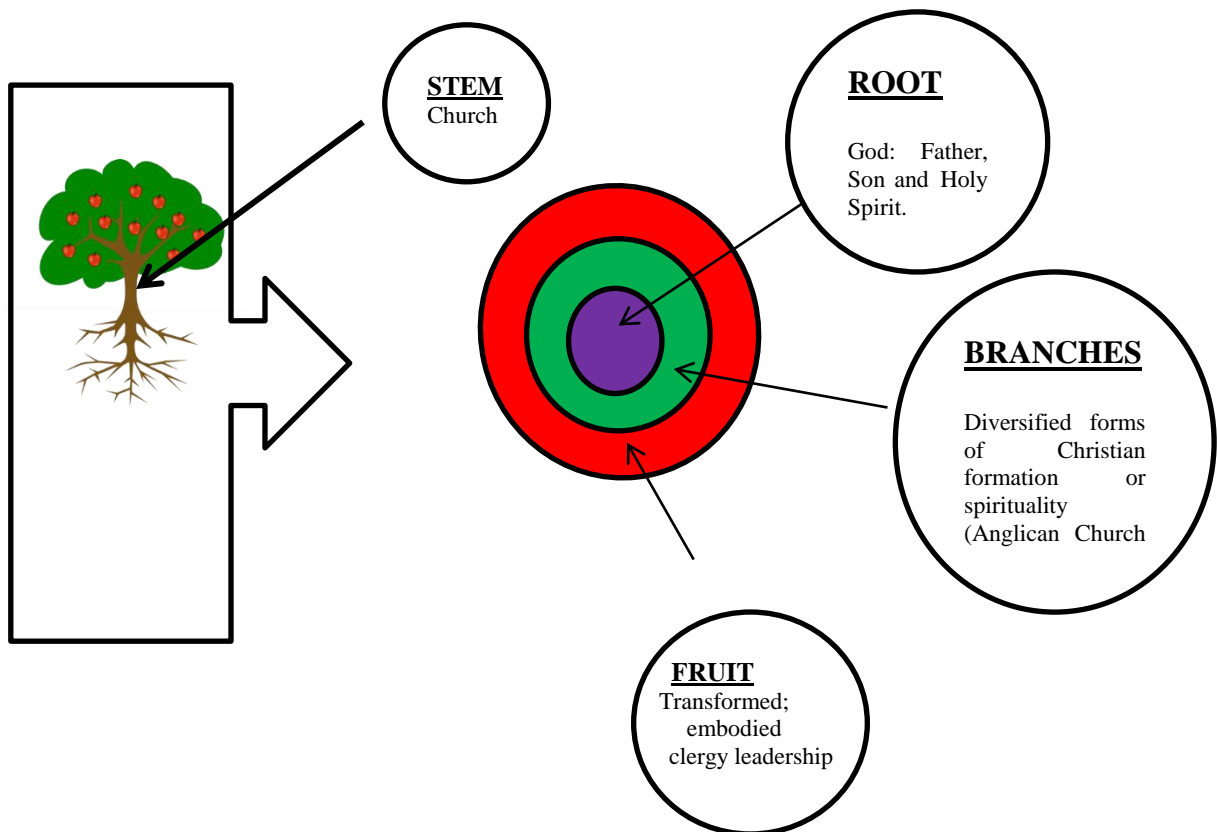 STEM
Church
ROOT
God: Father,
Son and Holy
Spirit.
BRANCHES
Diversified forms
of Christian
formation or
spirituality
(Anglican Church
FRUIT
Transformed;
embodied
clergy leadership